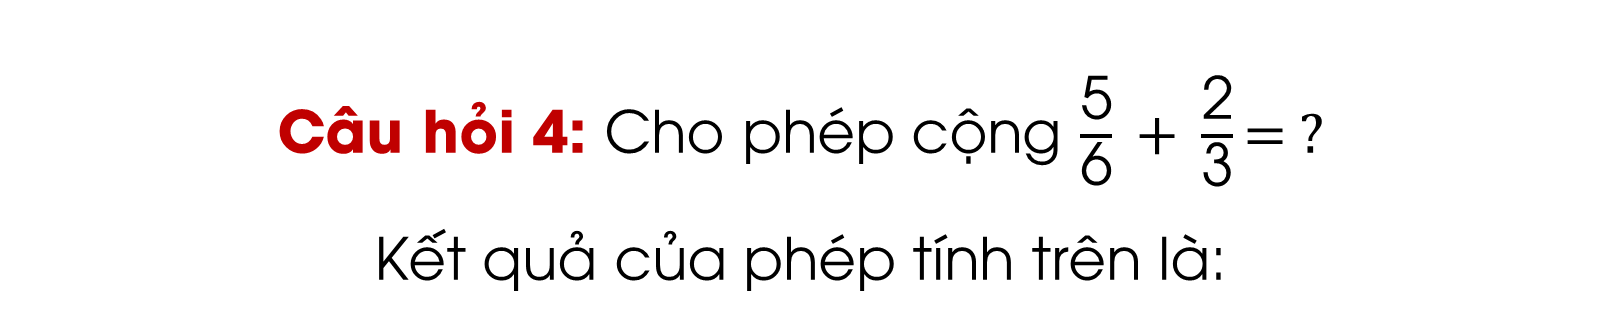 Câu hỏi 4: Cho phép cộng 5/6 + 2/3 = ?
Kết quả của phép tính trên là: